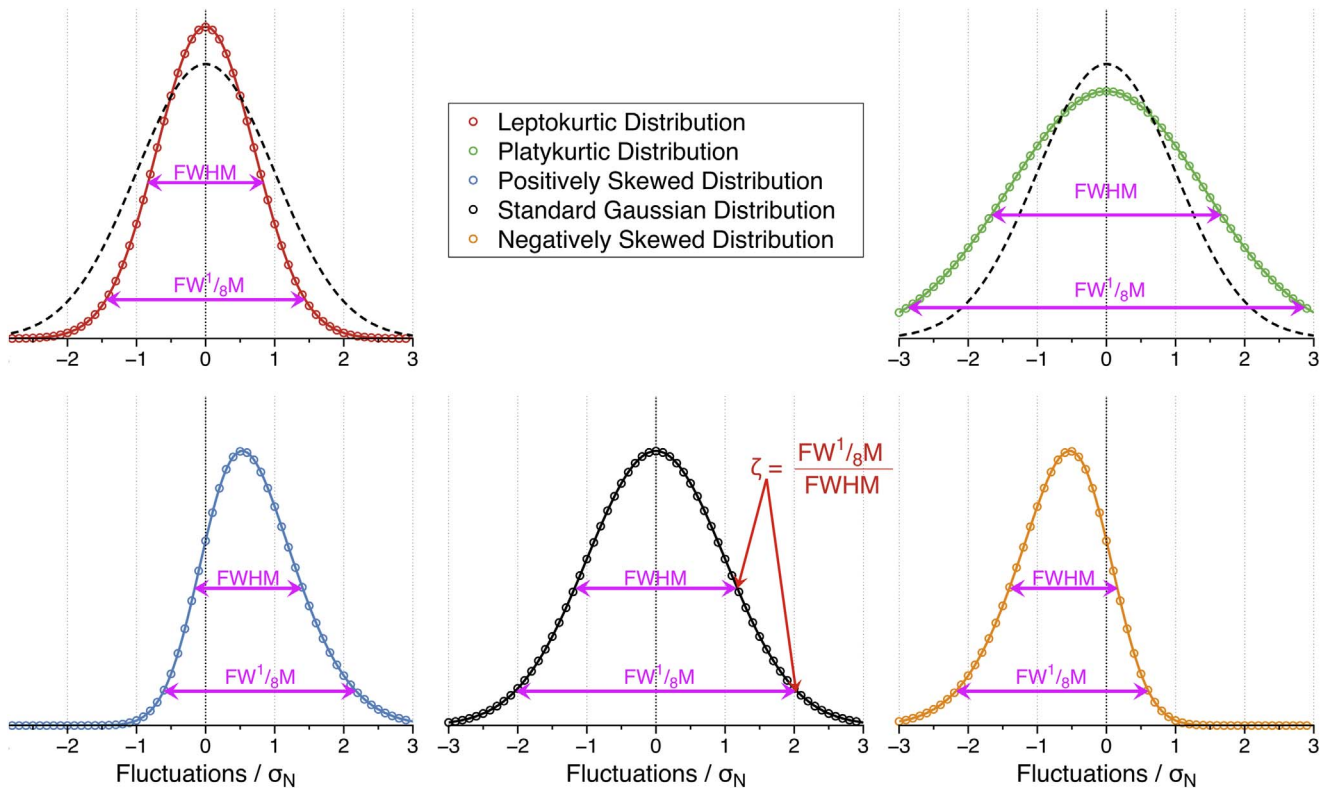 FWHM
FW¹/₈M
−2 −1 0 1 2 3
Leptokurtic Distribution
Platykurtic Distribution
Positively Skewed Distribution
Standard Gaussian Distribution
Negatively Skewed Distribution
FWHM
FW¹/₈M
−3 −2 −1 0 1 2 3
FWHM
FW¹/₈M
−2 −1 0 1 2 3
Fluctuations / σ_N
ζ = FW¹/₈M
FWHM
FWHM
FW¹/₈M
−3 −2 −1 0 1 2 3
Fluctuations / σ_N
FWHM
FW¹/₈M
−3 −2 −1 0 1 2 3
Fluctuations / σ_N